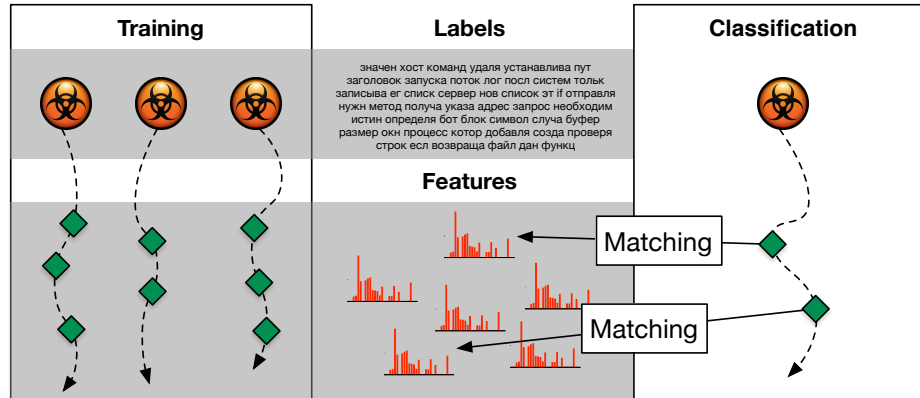 Training
Labels
Classification
значен хост команд удаля устанавлива пут
заголовок запуска поток лог посл систем тольк
записыва ег списк сервер нов список эт if отправля
нужн метод получа указа адрес запрос необходим
истин определя бот блок символ случа буфер
размер окн процесс котор добавля созда проверя
строк есл возвраща файл дан функц
Features
Matching
Matching